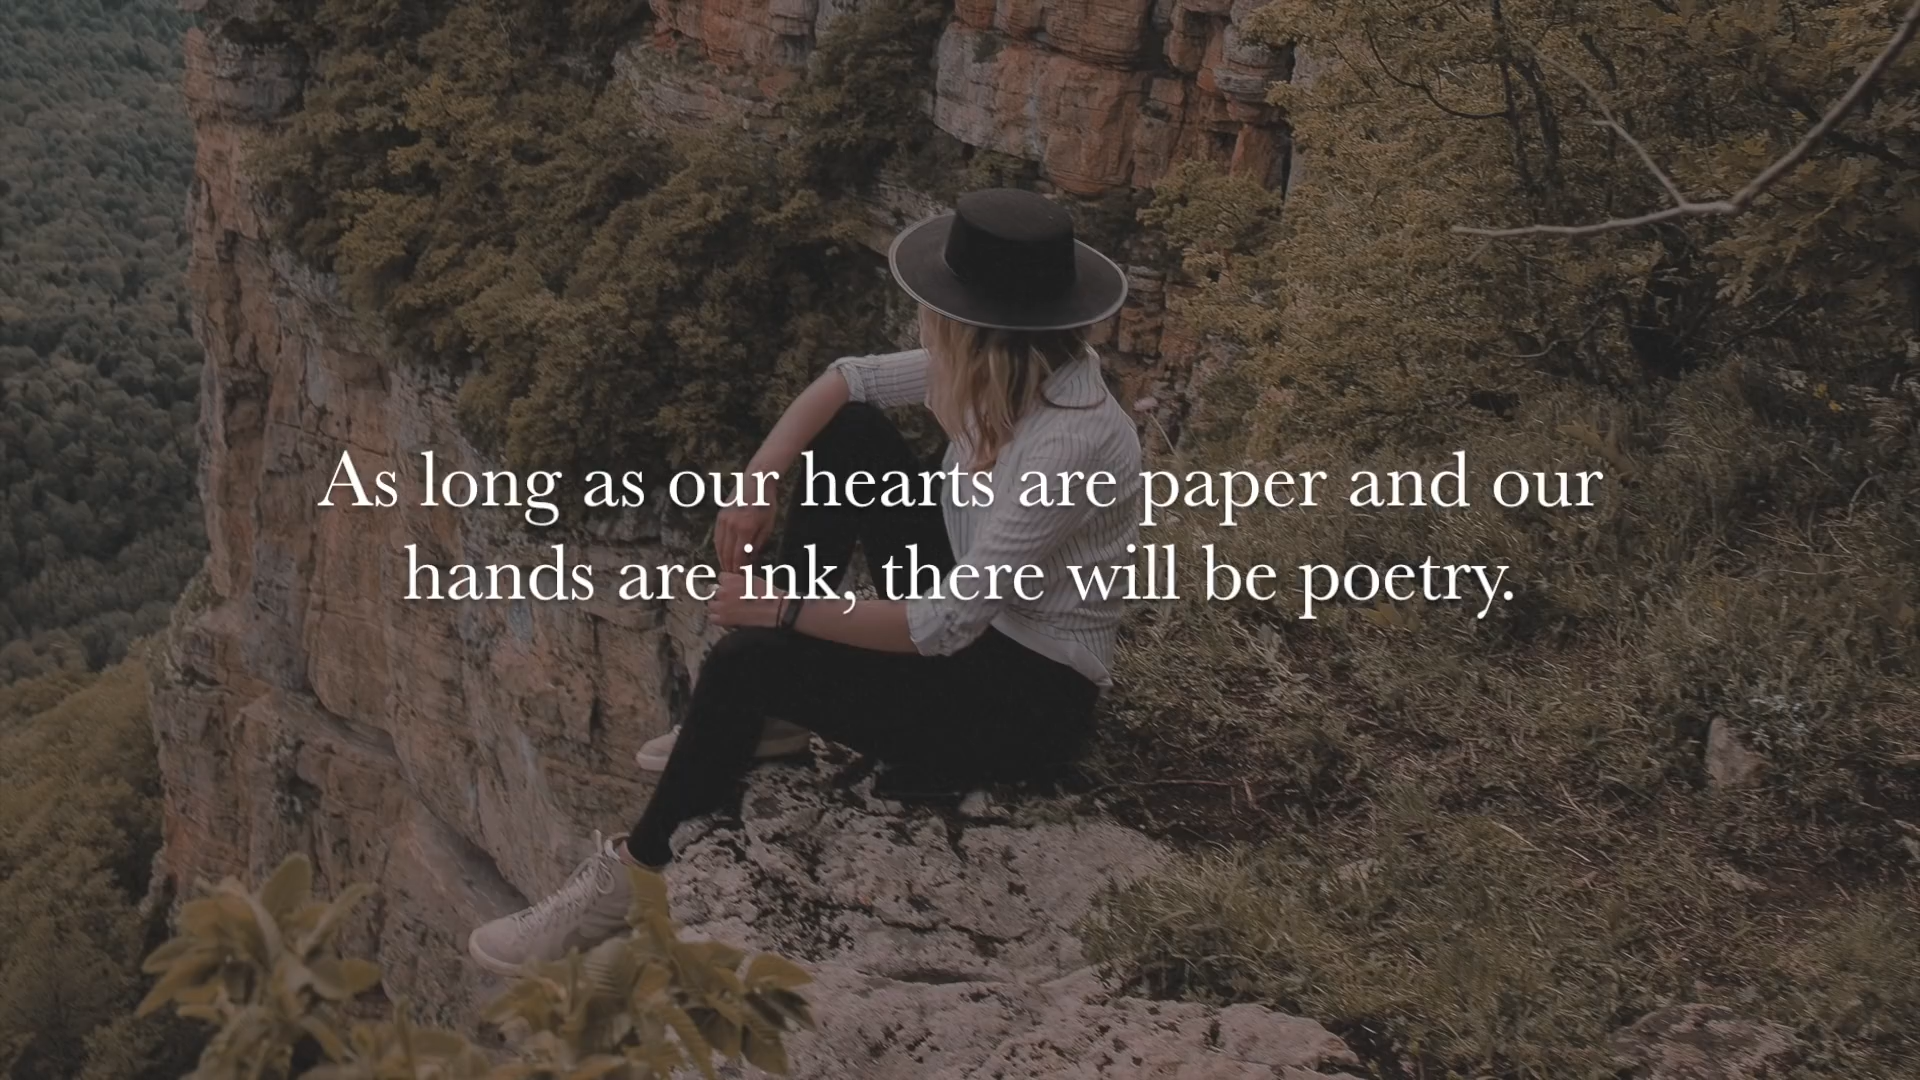 As long as our hearts are paper and our
hands are ink, there will be poetry.